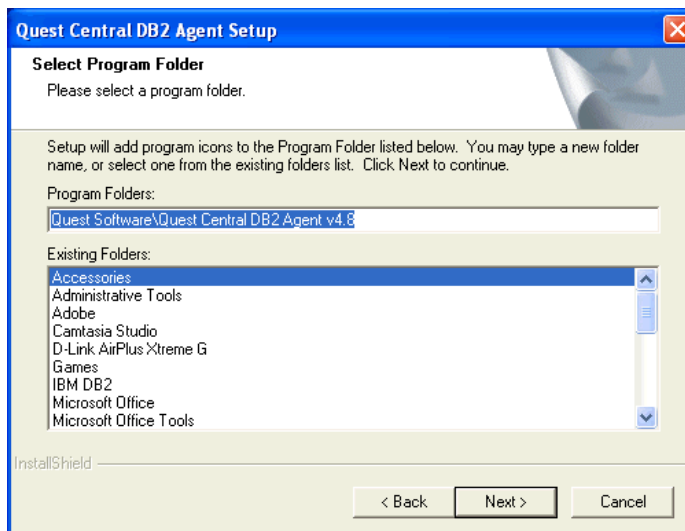 Quest Central DB2 Agent Setup
Select Program Folder
Please select a program folder.
Setup will add program icons to the Program Folder listed below.  You may type a new folder
name, or select one from the existing folders list.  Click Next to continue.
Program Folders:
Quest Software\Quest Central DB2 Agent v4.8
Existing Folders:
Accessories
Administrative Tools
Adobe
Camtasia Studio
D-Link AirPlus Xtreme G
Games
IBM DB2
Microsoft Office
Microsoft Office Tools
InstallShield
< Back
Next >
Cancel